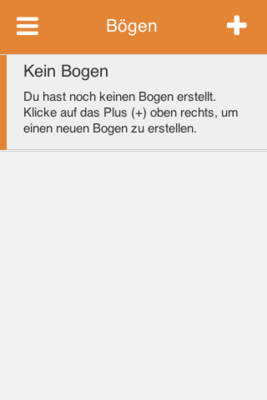 Bögen
Kein Bogen
Du hast noch keinen Bogen erstellt.
Klicke auf das Plus (+) oben rechts, um
einen neuen Bogen zu erstellen.